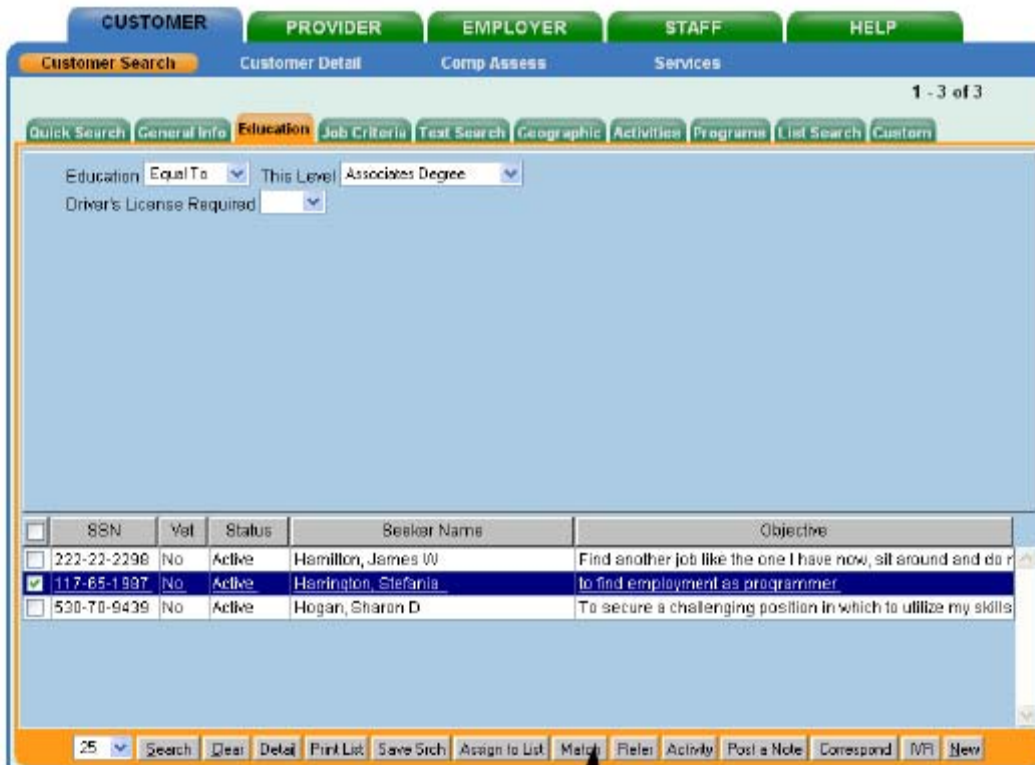 CUSTOMER PROVIDER EMPLOYER STAFF HELP
Customer Search Customer Detail Comp Assess Services
1 - 3 of 3
Quick Search General Info Education Job Criteria Text Search Geographic Activities Programs List Search Custom
Education Equal To This Level Associates Degree
Driver's License Required
SSN Vet Status Seeker Name Objective
222-22-2298 No Active Hamilton, James W Find another job like the one I have now, sit around and do n
117-65-1987 No Active Harrington, Stefania to find employment as programmer
530-70-9439 No Active Hogan, Sharon D To secure a challenging position in which to utilize my skills
25 Search Clear Detail Print List Save Srch Assign to List Match Refer Activity Post a Note Correspond IVR New